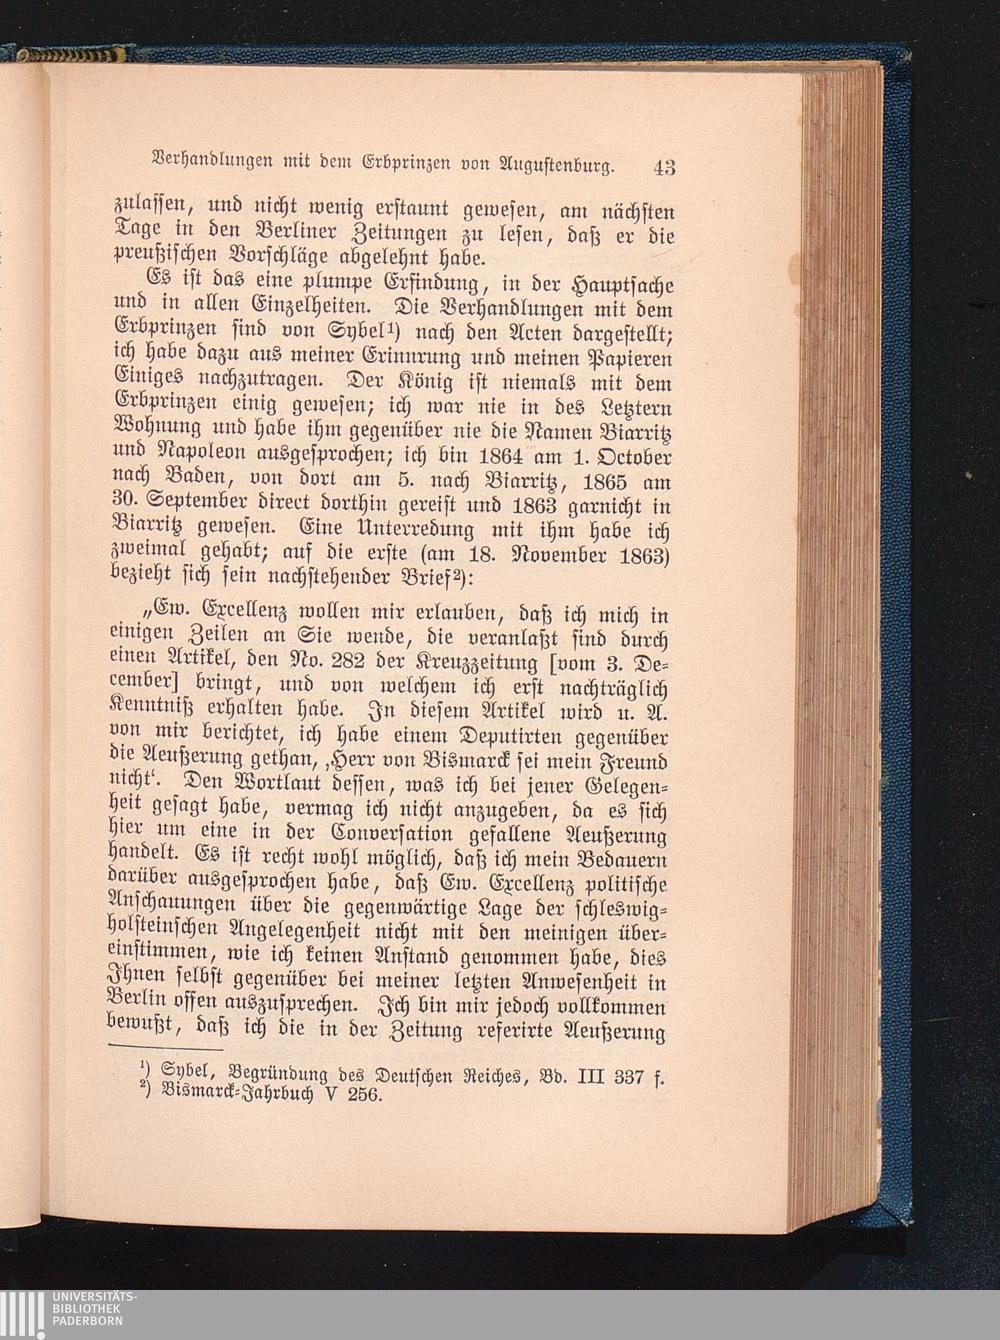 Verhandlungen mit dem Erbprinzen von Augustenburg. 43
zulassen, und nicht wenig erstaunt gewesen, am nächsten
Tage in den Berliner Zeitungen zu lesen, daß er die
preußischen Vorschläge abgelehnt habe.
Es ist das eine plumpe Erfindung, in der Hauptsache
und in allen Einzelheiten. Die Verhandlungen mit dem
Erbprinzen sind von Sybel¹) nach den Acten dargestellt;
ich habe dazu aus meiner Erinnrung und meinen Papieren
Einiges nachzutragen. Der König ist niemals mit dem
Erbprinzen einig gewesen; ich war nie in des Letztern
Wohnung und habe ihm gegenüber nie die Namen Biarritz
und Napoleon ausgesprochen; ich bin 1864 am 1. October
nach Baden, von dort am 5. nach Biarritz, 1865 am
30. September direct dorthin gereist und 1863 garnicht in
Biarritz gewesen. Eine Unterredung mit ihm habe ich
zweimal gehabt; auf die erste (am 18. November 1863)
bezieht sich sein nachstehender Brief²):
„Ew. Excellenz wollen mir erlauben, daß ich mich in
einigen Zeilen an Sie wende, die veranlaßt sind durch
einen Artikel, den No. 282 der Kreuzzeitung [vom 3. De-
cember] bringt, und von welchem ich erst nachträglich
Kenntniß erhalten habe. In diesem Artikel wird u. A.
von mir berichtet, ich habe einem Deputirten gegenüber
die Aeußerung gethan, ‚Herr von Bismarck sei mein Freund
nicht‘. Den Wortlaut dessen, was ich bei jener Gelegen-
heit gesagt habe, vermag ich nicht anzugeben, da es sich
hier um eine in der Conversation gefallene Aeußerung
handelt. Es ist recht wohl möglich, daß ich mein Bedauern
darüber ausgesprochen habe, daß Ew. Excellenz politische
Anschauungen über die gegenwärtige Lage der schleswig-
holsteinschen Angelegenheit nicht mit den meinigen über-
einstimmen, wie ich keinen Anstand genommen habe, dies
Ihnen selbst gegenüber bei meiner letzten Anwesenheit in
Berlin offen auszusprechen. Ich bin mir jedoch vollkommen
bewußt, daß ich die in der Zeitung referirte Aeußerung
¹) Sybel, Begründung des Deutschen Reiches, Bd. III 337 f.
²) Bismarck-Jahrbuch V 256.
UNIVERSITÄTS-
BIBLIOTHEK
PADERBORN